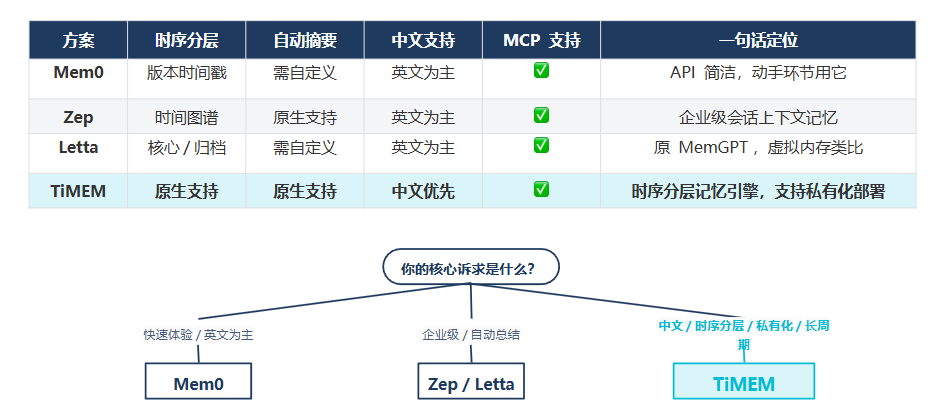 方案 时序分层 自动摘要 中文支持 MCP 支持 一句话定位
Mem0 版本时间戳 需自定义 英文为主 ✅ API 简洁，动手环节用它
Zep 时间图谱 原生支持 英文为主 ✅ 企业级会话上下文记忆
Letta 核心 / 归档 需自定义 英文为主 ✅ 原 MemGPT ，虚拟内存类比
TiMEM 原生支持 原生支持 中文优先 ✅ 时序分层记忆引擎，支持私有化部署
你的核心诉求是什么？
快速体验 / 英文为主
企业级 / 自动总结
中文 / 时序分层 / 私有化 / 长周
期
Mem0
Zep / Letta
TiMEM